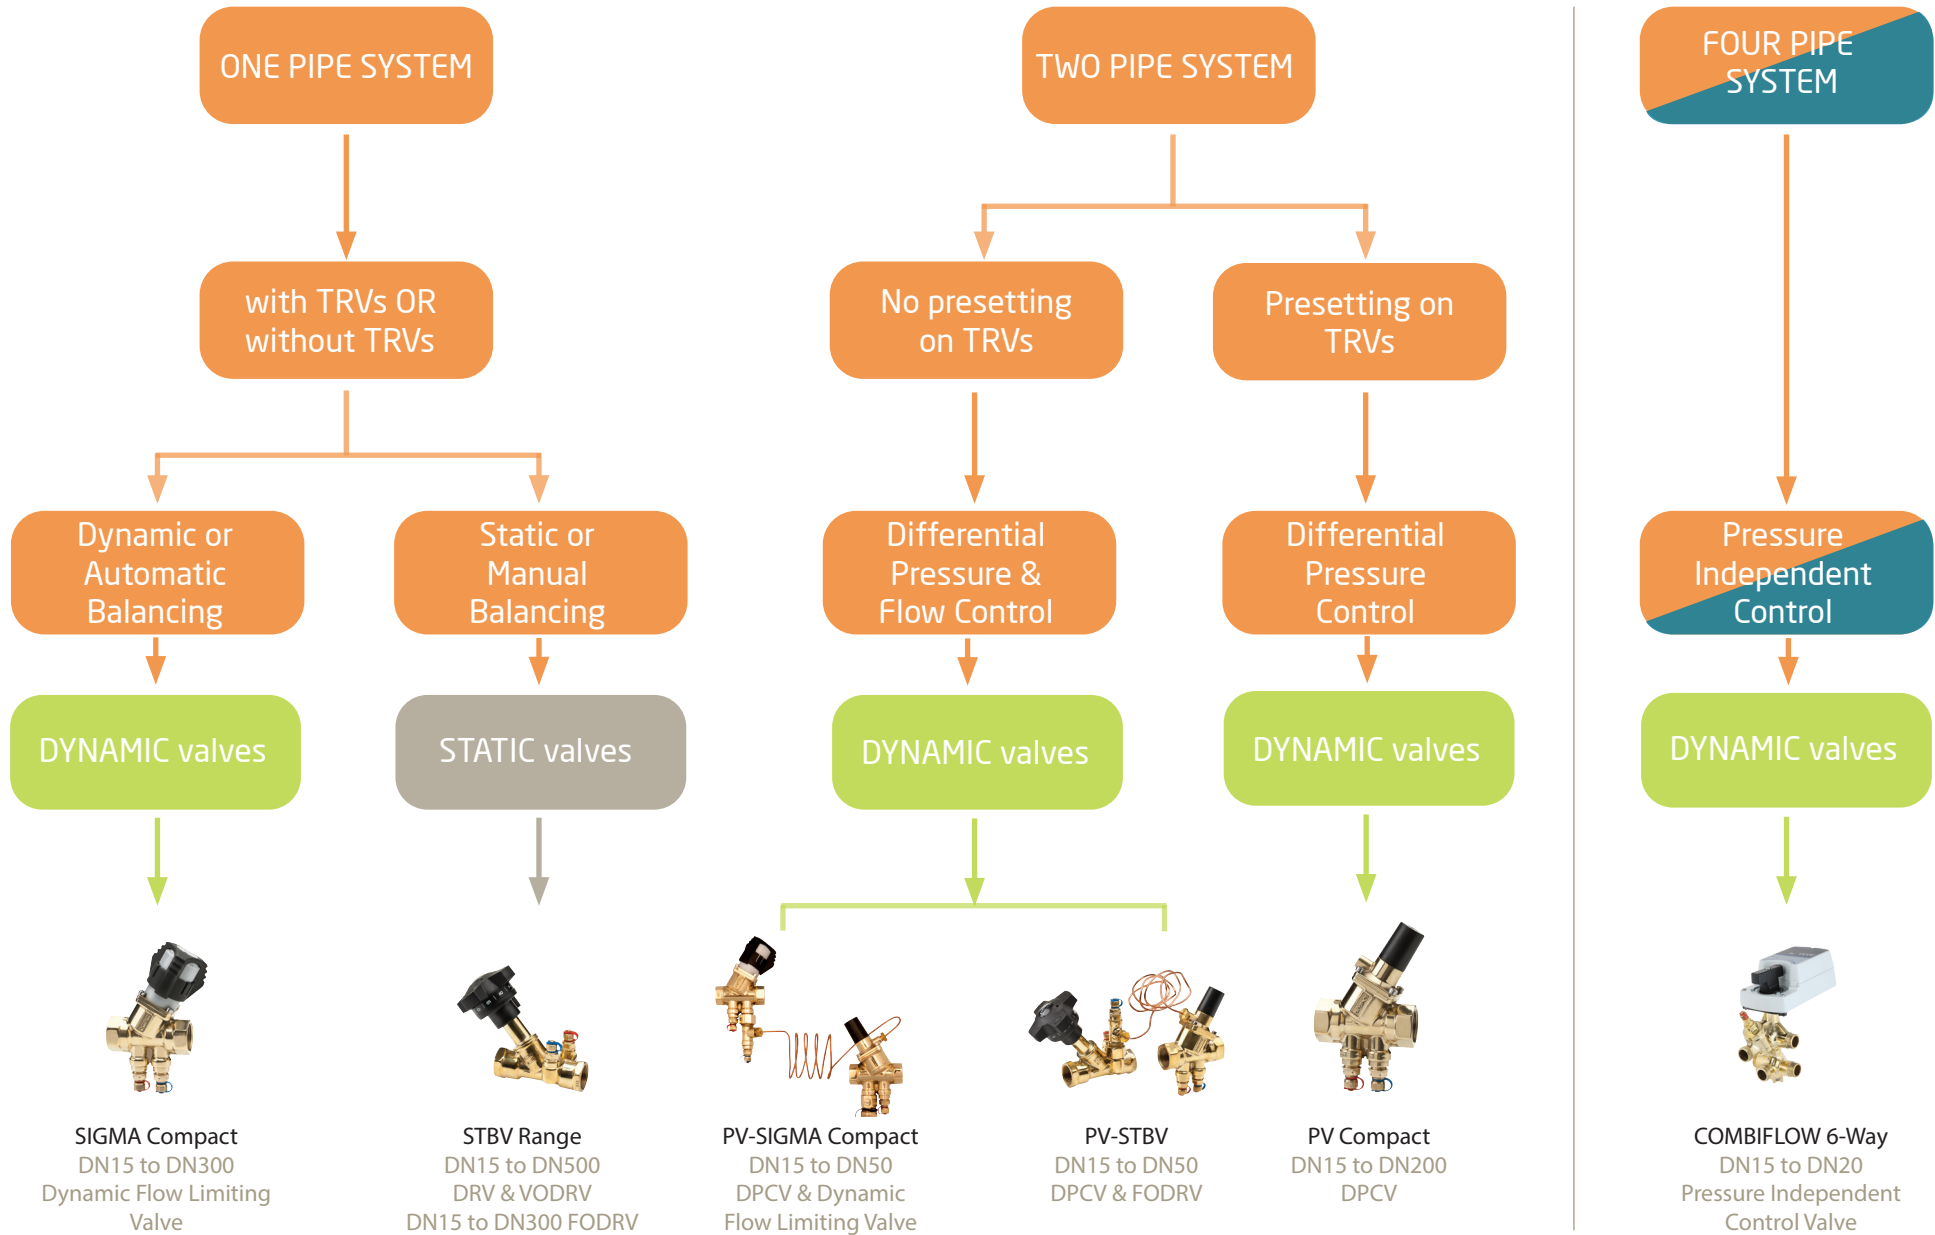 ONE PIPE SYSTEM
TWO PIPE SYSTEM
FOUR PIPE
SYSTEM
with TRVs OR
without TRVs
No presetting
on TRVs
Presetting on
TRVs
Dynamic or
Automatic
Balancing
Static or
Manual
Balancing
Differential
Pressure &
Flow Control
Differential
Pressure
Control
Pressure
Independent
Control
DYNAMIC valves
STATIC valves
DYNAMIC valves
DYNAMIC valves
DYNAMIC valves
SIGMA Compact
DN15 to DN300
Dynamic Flow Limiting
Valve
STBV Range
DN15 to DN500
DRV & VODRV
DN15 to DN300 FODRV
PV-SIGMA Compact
DN15 to DN50
DPCV & Dynamic
Flow Limiting Valve
PV-STBV
DN15 to DN50
DPCV & FODRV
PV Compact
DN15 to DN200
DPCV
COMBIFLOW 6-Way
DN15 to DN20
Pressure Independent
Control Valve